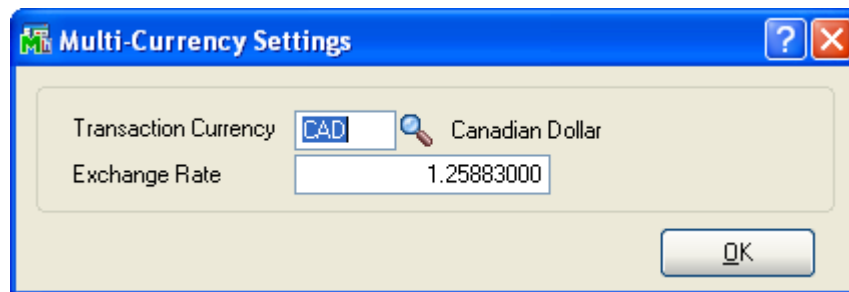 Multi-Currency Settings
Transaction Currency CAD Canadian Dollar
Exchange Rate 1.25883000
OK